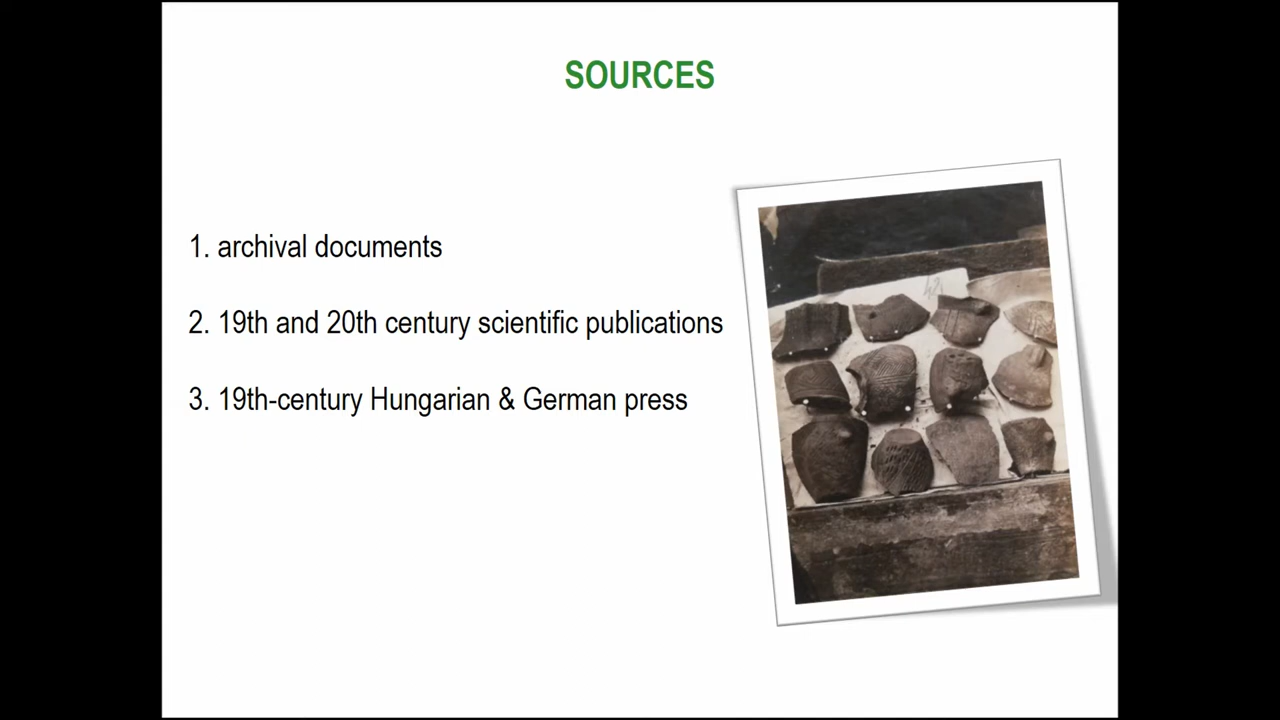 SOURCES
1. archival documents
2. 19th and 20th century scientific publications
3. 19th-century Hungarian & German press